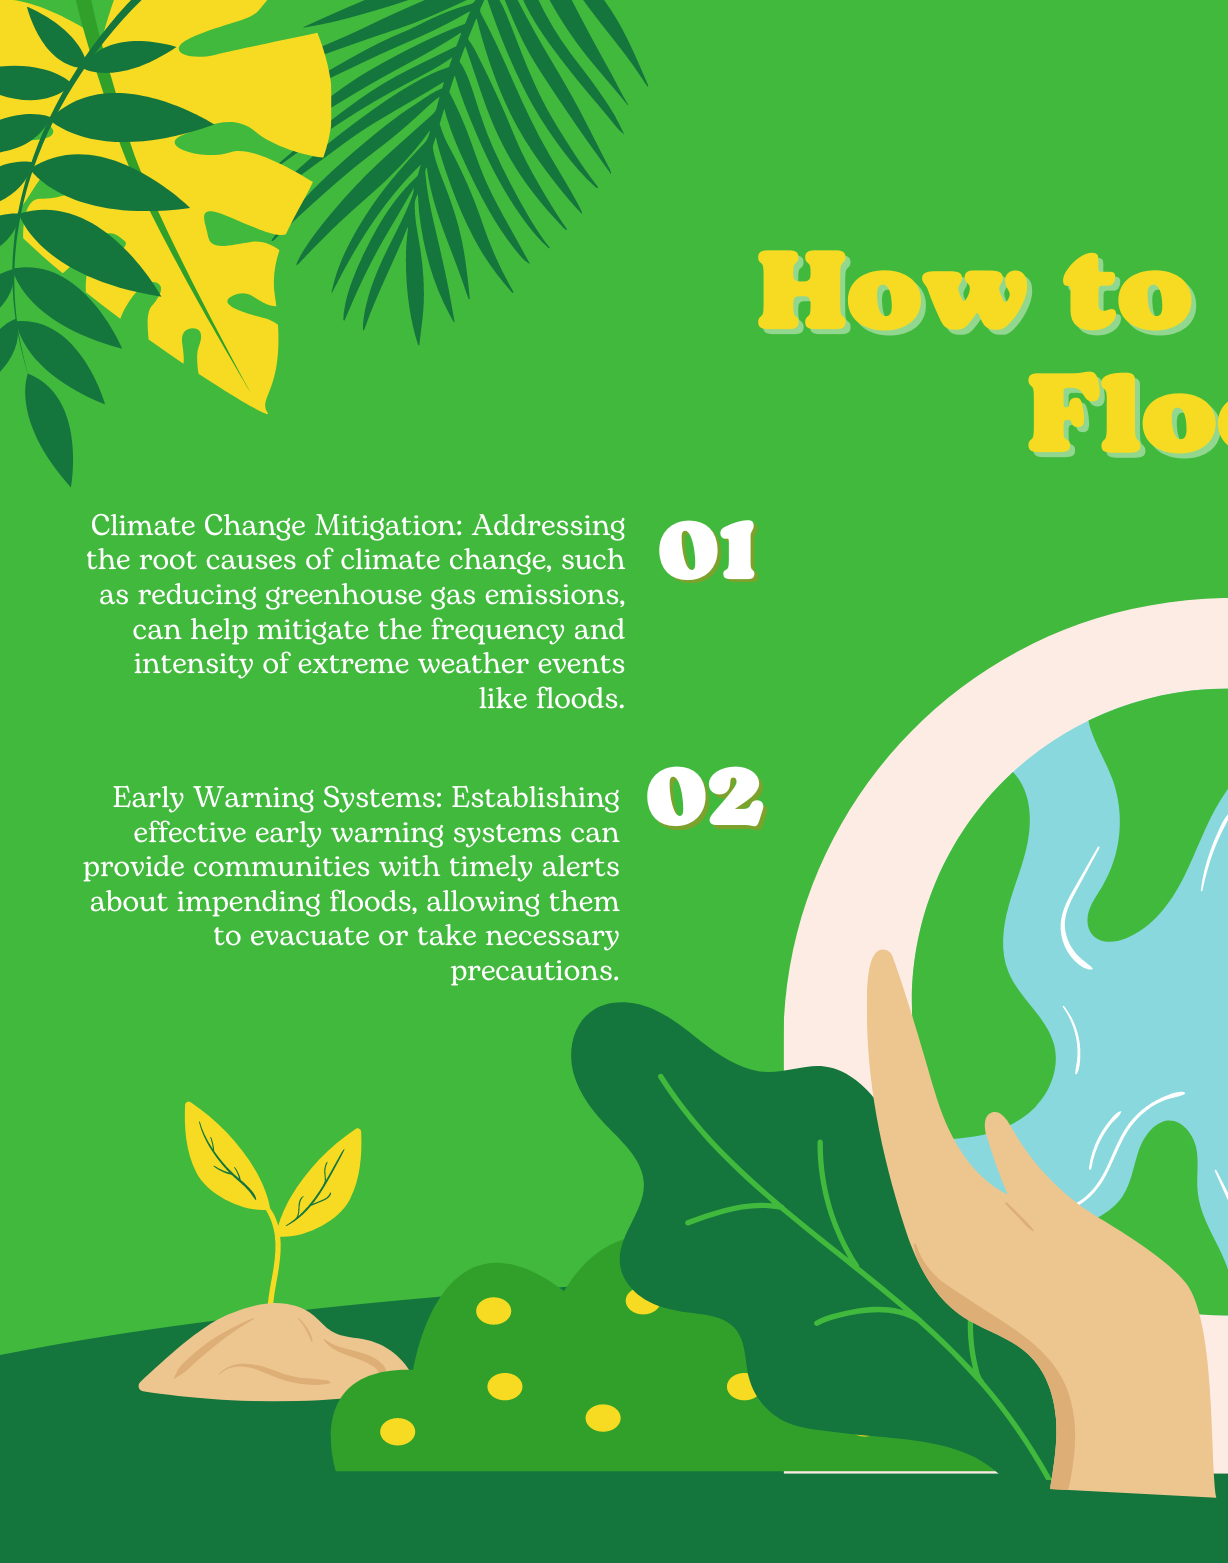 How to
Floo
01
Climate Change Mitigation: Addressing
the root causes of climate change, such
as reducing greenhouse gas emissions,
can help mitigate the frequency and
intensity of extreme weather events
like floods.
02
Early Warning Systems: Establishing
effective early warning systems can
provide communities with timely alerts
about impending floods, allowing them
to evacuate or take necessary
precautions.